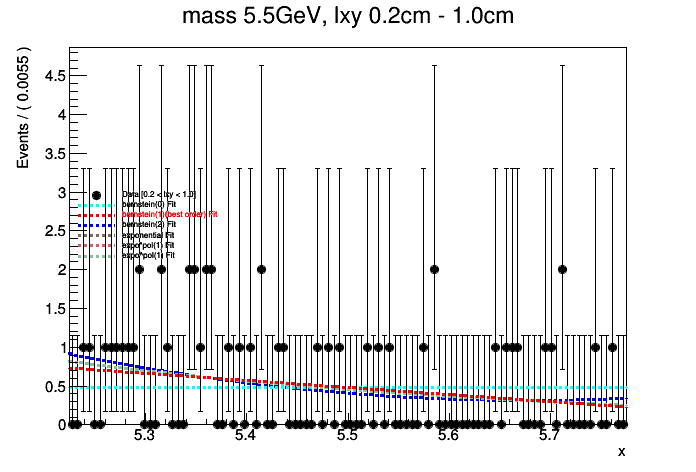 mass 5.5GeV, lxy 0.2cm - 1.0cm
Events / ( 0.0055 )
4.5
4
3.5
3
2.5
2
1.5
1
0.5
0
Data [0.2 < lxy < 1.0]
bernstein(0) Fit
bernstein(1)(best order) Fit
bernstein(2) Fit
exponential Fit
expo*pol(1) Fit
expo*pol(1) Fit
5.3 5.4 5.5 5.6 5.7
x